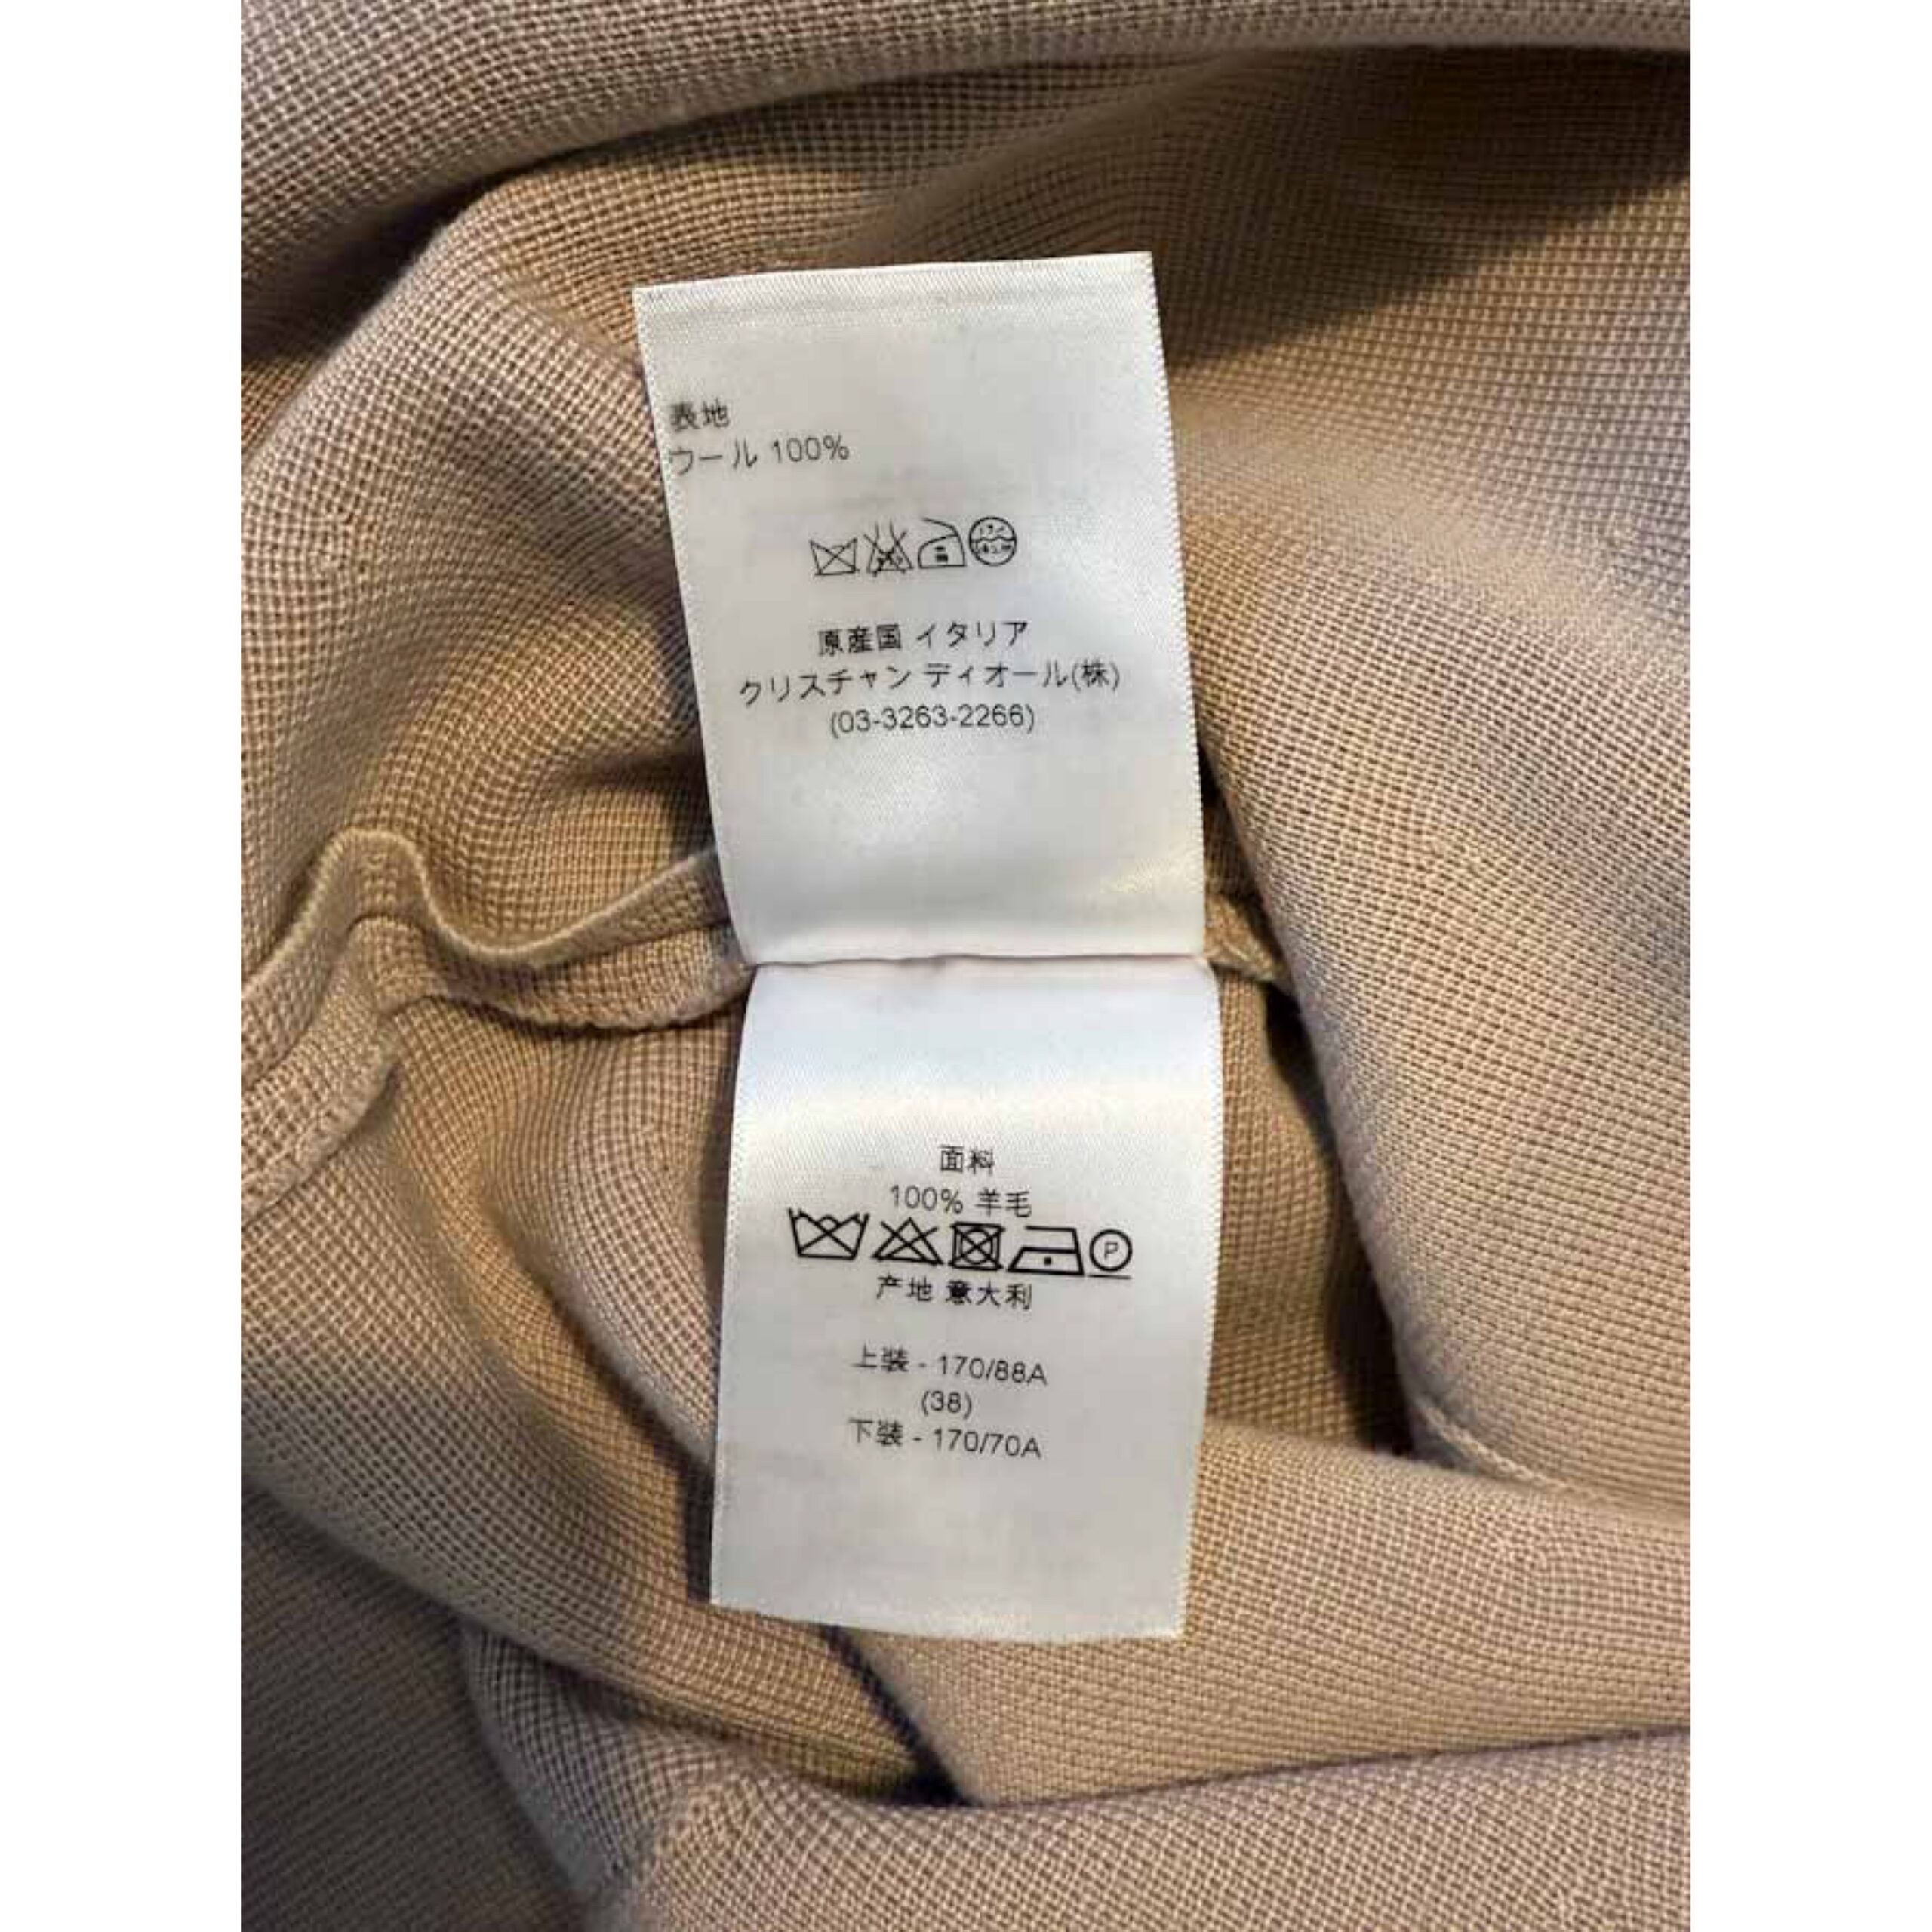 表地
ウール 100%
原産国 イタリア
クリスチャン ディオール(株)
(03-3263-2266)
面料
100% 羊毛
P
产地 意大利
上装 - 170/88A
(38)
下装 - 170/70A